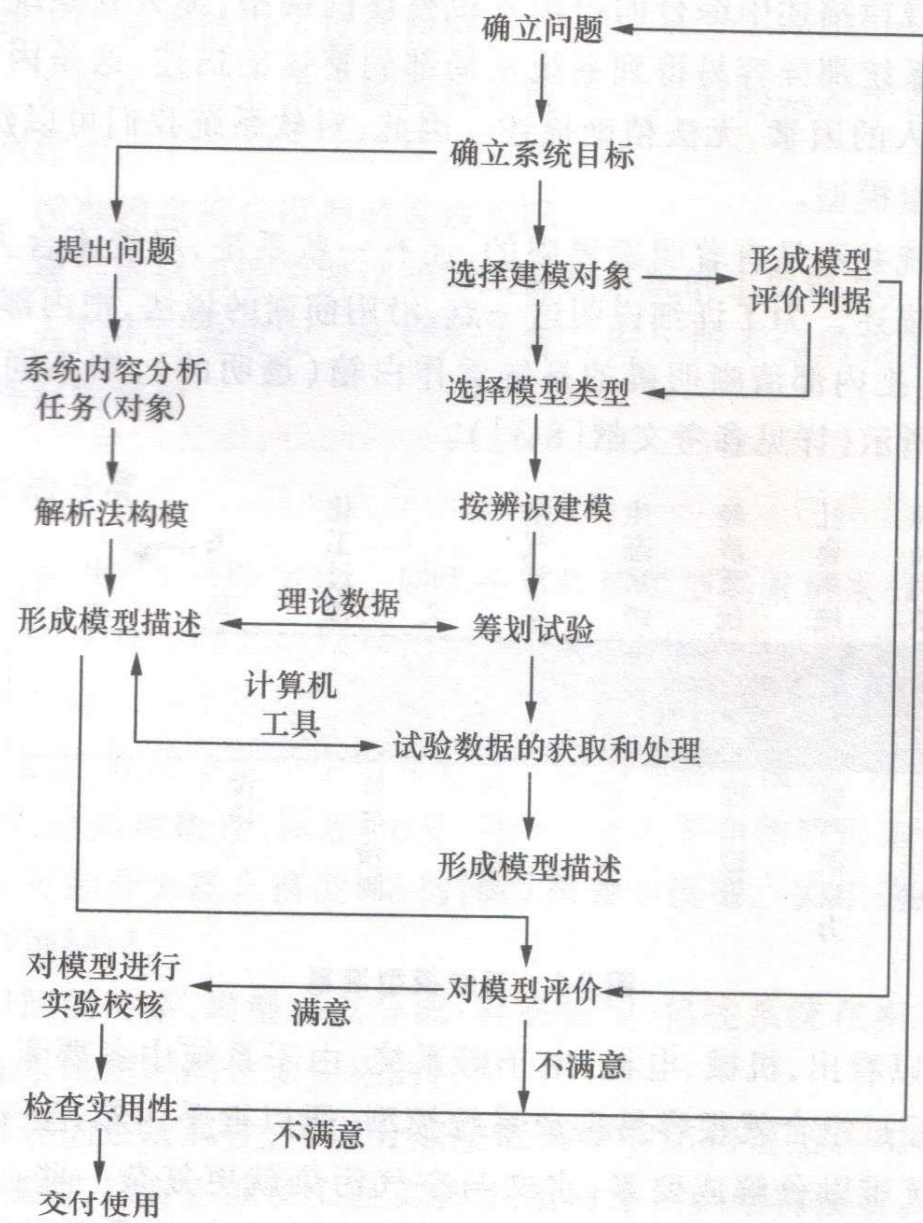 确立问题
确立系统目标
提出问题
选择建模对象
形成模型
评价判据
系统内容分析
任务(对象)
选择模型类型
解析法构模
按辨识建模
形成模型描述
理论数据
筹划试验
计算机
工具
试验数据的获取和处理
形成模型描述
对模型进行
实验校核
满意
对模型评价
不满意
检查实用性
不满意
交付使用